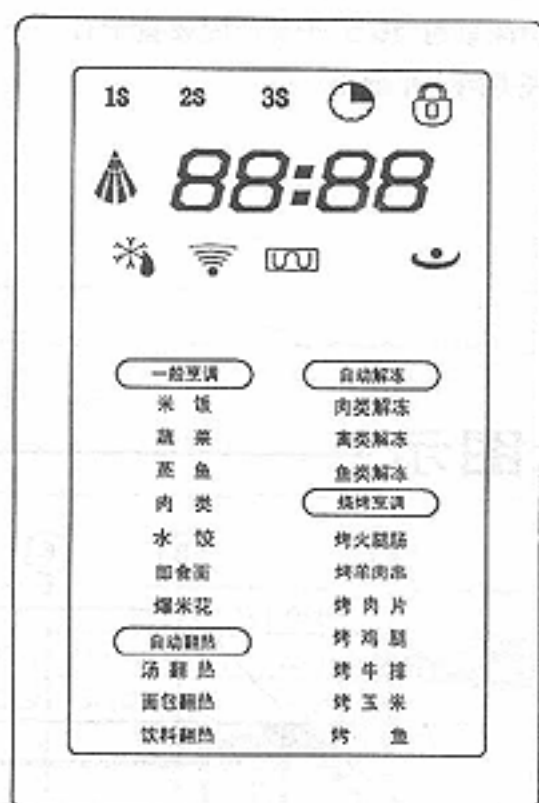 1S 2S 3S
88:88
一般烹调
米饭
蔬菜
蒸鱼
肉类
水饺
即食面
爆米花
自动翻热
汤翻热
面包翻热
饮料翻热
自动解冻
肉类解冻
禽类解冻
鱼类解冻
烧烤烹调
烤火腿肠
烤羊肉串
烤肉片
烤鸡腿
烤牛排
烤玉米
烤鱼